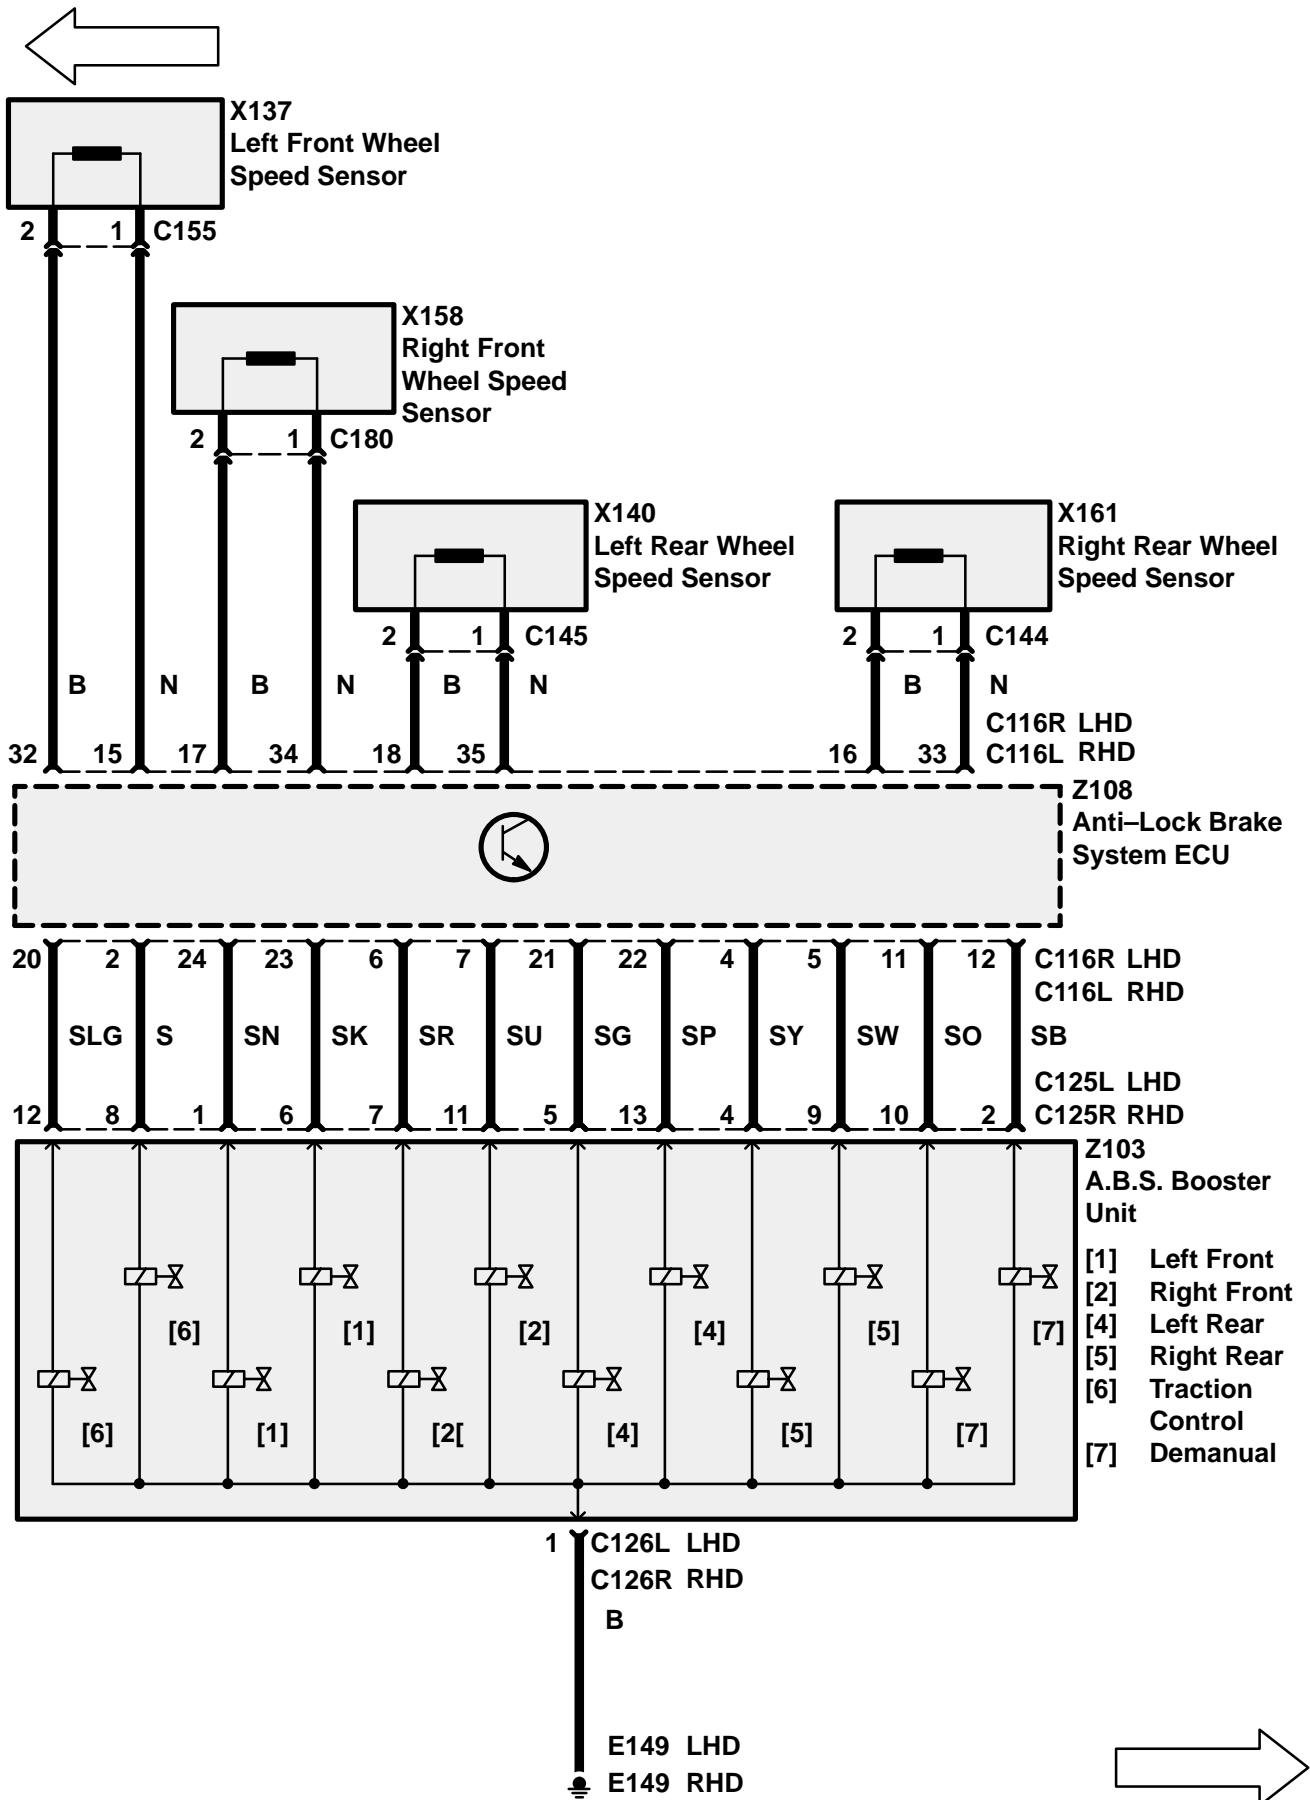 X137
Left Front Wheel
Speed Sensor
2 1 C155
X158
Right Front
Wheel Speed
Sensor
2 1 C180
X140
Left Rear Wheel
Speed Sensor
X161
Right Rear Wheel
Speed Sensor
2 1 C145 2 1 C144
B N B N B N B N
C116R LHD
32 15 17 34 18 35 16 33 C116L RHD
Z108
Anti–Lock Brake
System ECU
20 2 24 23 6 7 21 22 4 5 11 12 C116R LHD
C116L RHD
SLG S SN SK SR SU SG SP SY SW SO SB
C125L LHD
12 8 1 6 7 11 5 13 4 9 10 2 C125R RHD
Z103
A.B.S. Booster
Unit
[1] Left Front
[2] Right Front
[4] Left Rear
[5] Right Rear
[6] Traction
Control
[7] Demanual
[6] [1] [2] [4] [5] [7]
[6] [1] [2[ [4] [5] [7]
1 C126L LHD
C126R RHD
B
E149 LHD
E149 RHD